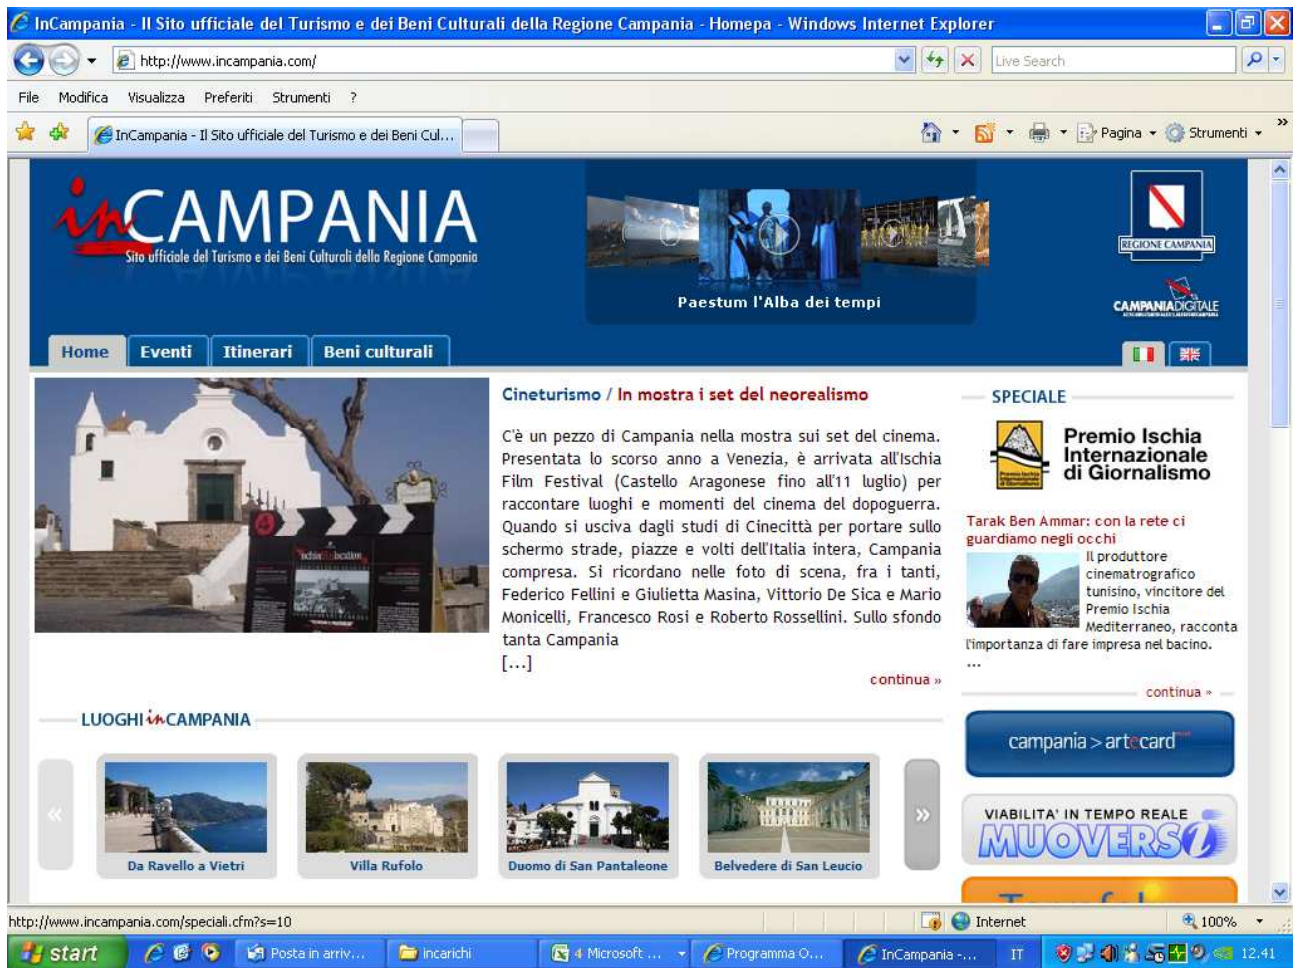 InCampania - Il Sito ufficiale del Turismo e dei Beni Culturali della Regione Campania - Homepa - Windows Internet Explorer
http://www.incampania.com/
Live Search
File Modifica Visualizza Preferiti Strumenti ?
InCampania - Il Sito ufficiale del Turismo e dei Beni Cul...
Pagina Strumenti »
inCAMPANIA
Sito ufficiale del Turismo e dei Beni Culturali della Regione Campania
Paestum l'Alba dei tempi
REGIONE CAMPANIA
CAMPANIADIGITALE
Home Eventi Itinerari Beni culturali
Cineturismo / In mostra i set del neorealismo
C'è un pezzo di Campania nella mostra sui set del cinema.
Presentata lo scorso anno a Venezia, è arrivata all'Ischia
Film Festival (Castello Aragonese fino all'11 luglio) per
raccontare luoghi e momenti del cinema del dopoguerra.
Quando si usciva dagli studi di Cinecittà per portare sullo
schermo strade, piazze e volti dell'Italia intera, Campania
compresa. Si ricordano nelle foto di scena, fra i tanti,
Federico Fellini e Giulietta Masina, Vittorio De Sica e Mario
Monicelli, Francesco Rosi e Roberto Rossellini. Sullo sfondo
tanta Campania
[...]
continua »
4
SPECIALE
Premio Ischia
Internazionale
di Giornalismo
Tarak Ben Ammar: con la rete ci
guardiamo negli occhi
Il produttore
cinematrografico
tunisino, vincitore del
Premio Ischia
Mediterraneo, racconta
l'importanza di fare impresa nel bacino.
...
continua »
LUOGHI inCAMPANIA
«
Da Ravello a Vietri
Villa Rufolo
Duomo di San Pantaleone
Belvedere di San Leucio
»
campania > artecard
VIABILITA' IN TEMPO REALE
MUOVERSI
http://www.incampania.com/speciali.cfm?s=10
Internet
100%
start
Posta in arriv...
incarichi
4 Microsoft ...
Programma O...
InCampania -...
IT
12.41